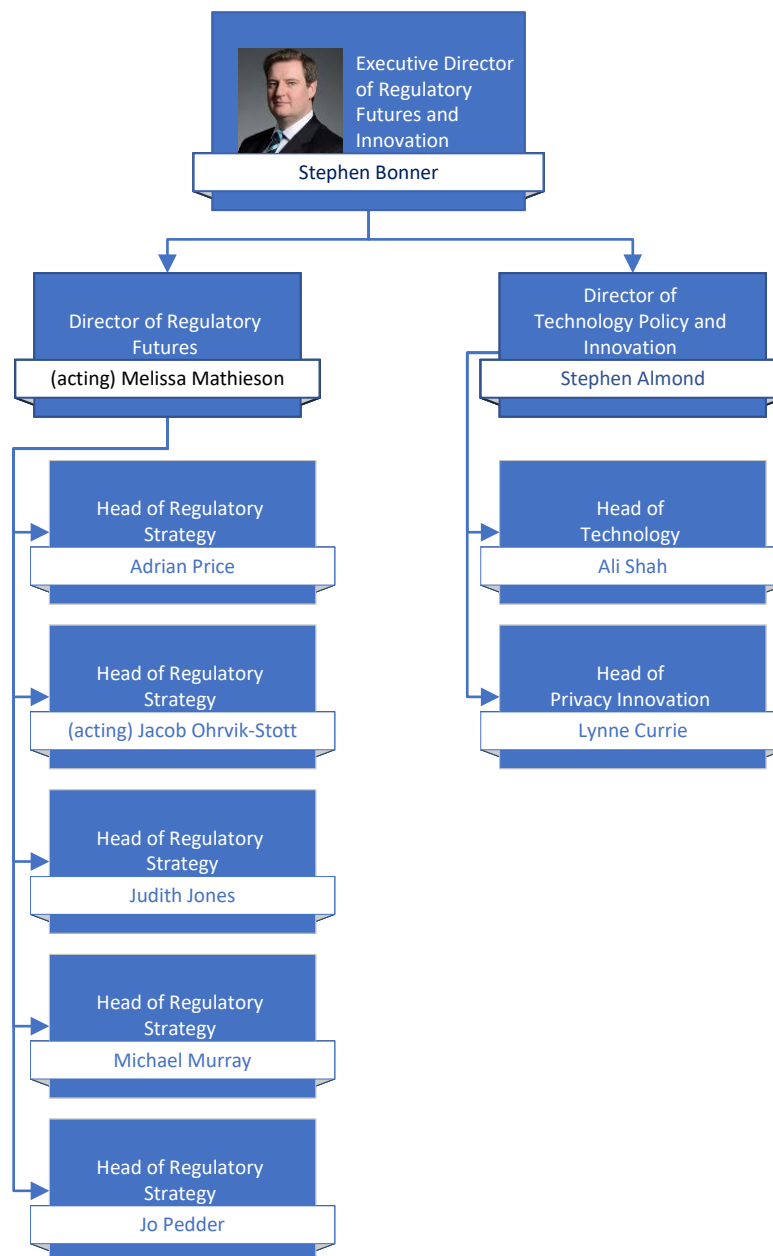 Executive Director
of Regulatory
Futures and
Innovation
Stephen Bonner
Director of Regulatory
Futures
(acting) Melissa Mathieson
Director of
Technology Policy and
Innovation
Stephen Almond
Head of Regulatory
Strategy
Adrian Price
Head of
Technology
Ali Shah
Head of Regulatory
Strategy
(acting) Jacob Ohrvik-Stott
Head of
Privacy Innovation
Lynne Currie
Head of Regulatory
Strategy
Judith Jones
Head of Regulatory
Strategy
Michael Murray
Head of Regulatory
Strategy
Jo Pedder